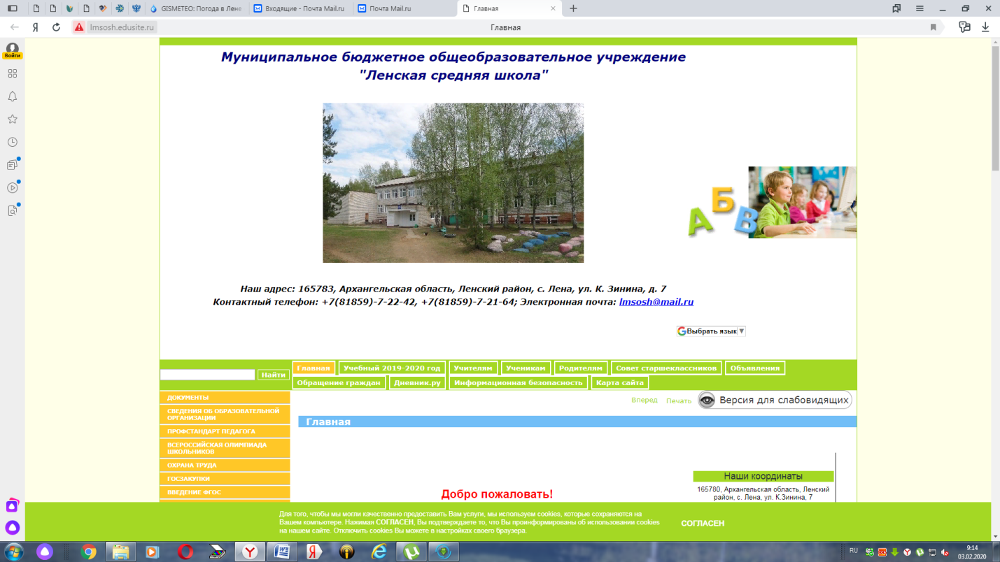 GISMETEO: Погода в Лене
Входящие - Почта Mail.ru
Почта Mail.ru
Главная
Я
lmsosh.edusite.ru
Главная
Войти
Муниципальное бюджетное общеобразовательное учреждение
"Ленская средняя школа"
А Б В
Наш адрес: 165783, Архангельская область, Ленский район, с. Лена, ул. К. Зинина, д. 7
Контактный телефон: +7(81859)-7-22-42, +7(81859)-7-21-64; Электронная почта: lmsosh@mail.ru
Выбрать язык ▼
Найти
Главная Учебный 2019-2020 год Учителям Ученикам Родителям Совет старшеклассников Объявления
Обращение граждан Дневник.ру Информационная безопасность Карта сайта
ДОКУМЕНТЫ
СВЕДЕНИЯ ОБ ОБРАЗОВАТЕЛЬНОЙ
ОРГАНИЗАЦИИ
ПРОФСТАНДАРТ ПЕДАГОГА
ВСЕРОССИЙСКАЯ ОЛИМПИАДА
ШКОЛЬНИКОВ
ОХРАНА ТРУДА
ГОСЗАКУПКИ
ВВЕДЕНИЕ ФГОС
Вперед Печать Версия для слабовидящих
Главная
Добро пожаловать!
Наши координаты
165780, Архангельская область, Ленский
район, с. Лена, ул. К.Зинина, 7
Для того, чтобы мы могли качественно предоставить Вам услуги, мы используем cookies, которые сохраняются на
Вашем компьютере. Нажимая СОГЛАСЕН, Вы подтверждаете то, что Вы проинформированы об использовании cookies
на нашем сайте. Отключить cookies Вы можете в настройках своего браузера.
СОГЛАСЕН
RU
9:14
03.02.2020